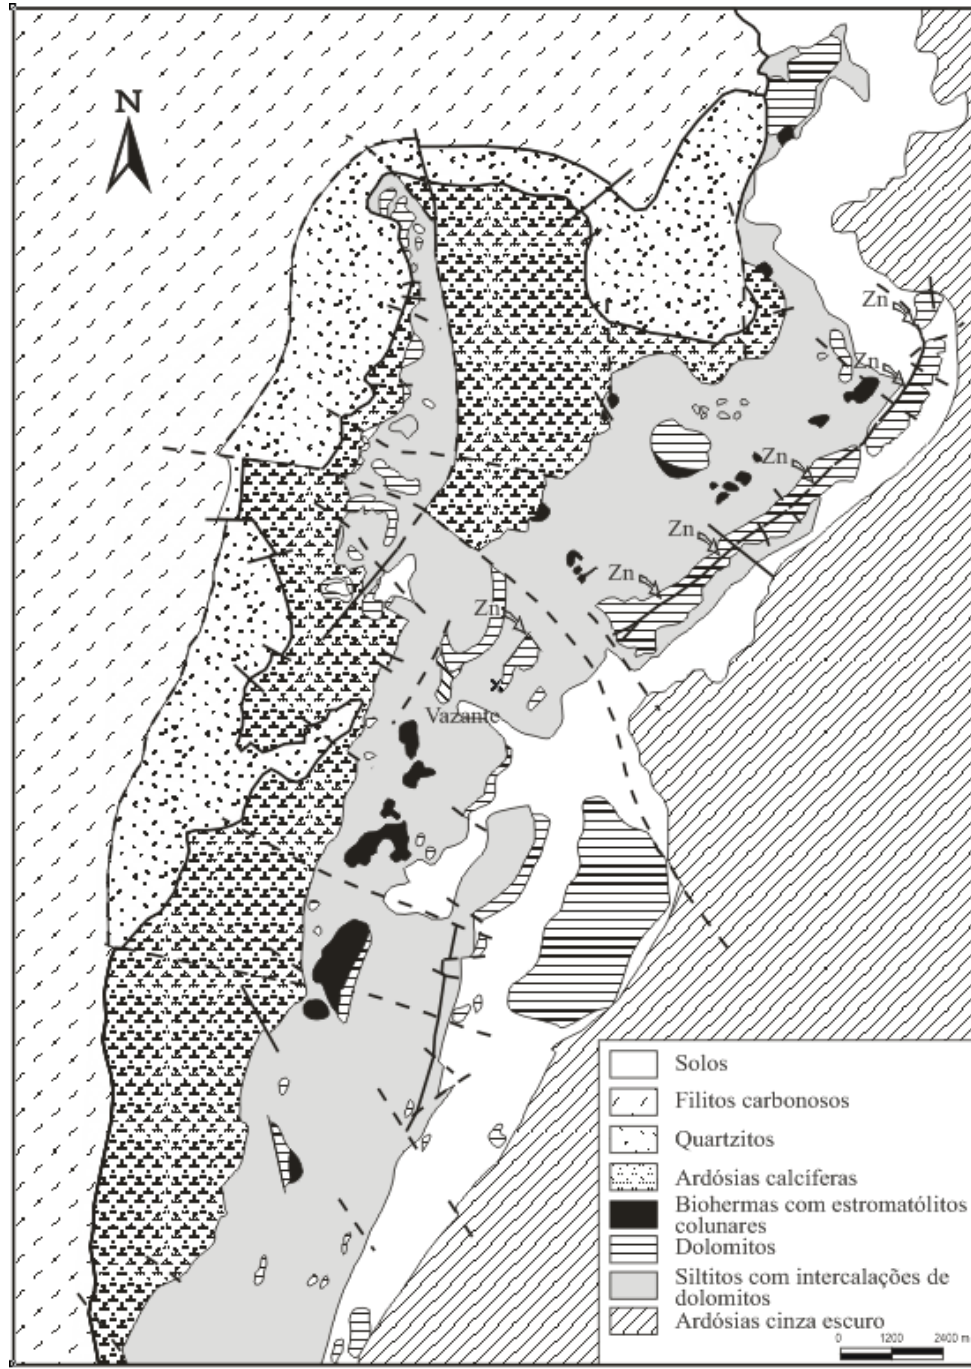 N
Zn
Zn
Zn
Zn
Zn
Zn
Vazante
Solos
Filitos carbonosos
Quartzitos
Ardósias calcíferas
Biohermas com estromatólitos
colunares
Dolomitos
Siltitos com intercalações de
dolomitos
Ardósias cinza escuro
0 1200 2400 m